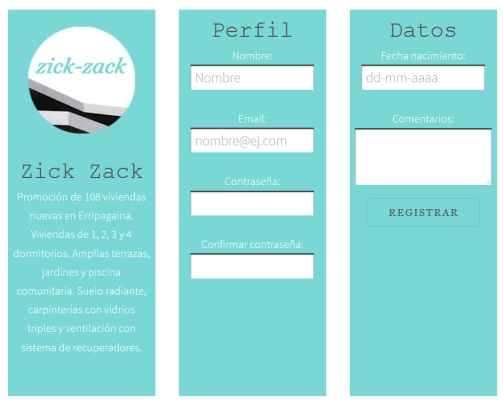 zick-zack
Zick Zack
Promoción de 108 viviendas
nuevas en Erripagaina.
Viviendas de 1, 2, 3 y 4
dormitorios. Amplias terrazas,
jardínes y piscina
comunitaria. Suelo radiante,
carpinterías con vidrios
triples y ventilación con
sistema de recuperadores.
Perfil
Nombre:
Nombre
Email:
nombre@ej.com
Contraseña:
Confirmar contraseña:
Datos
Fecha nacimiento:
dd-mm-aaaa
Comentarios:
REGISTRAR